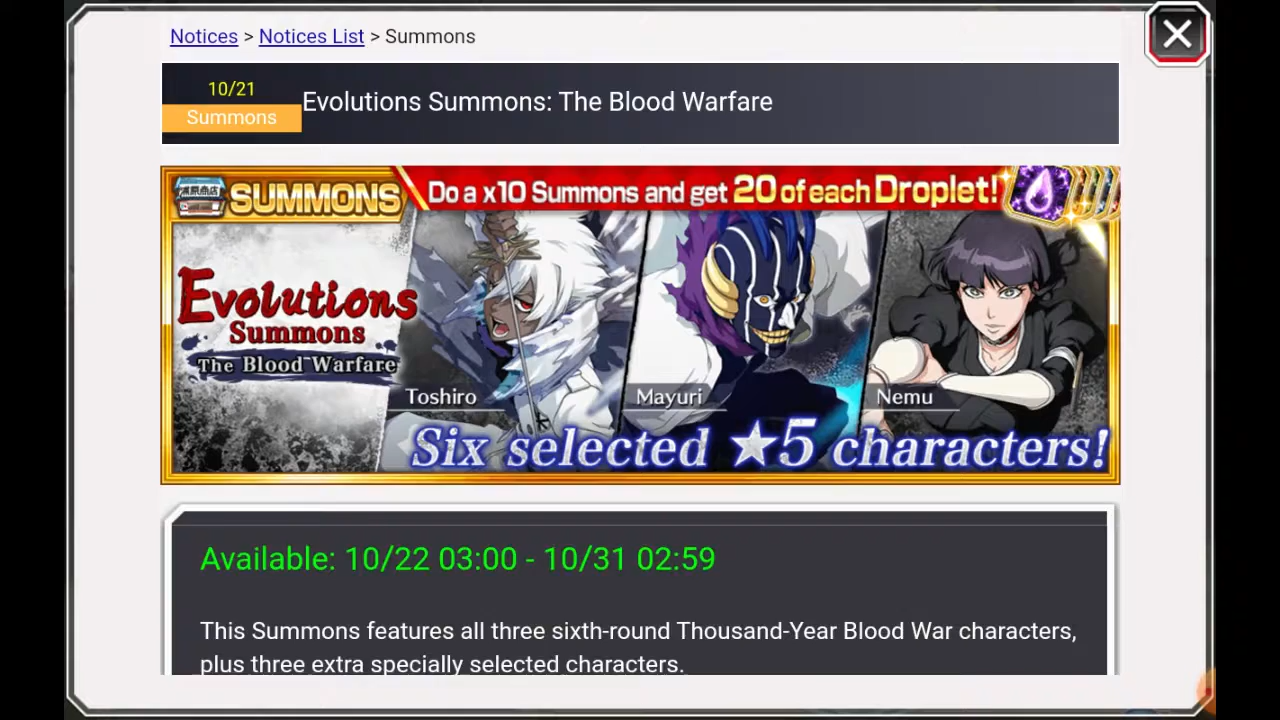 Notices > Notices List > Summons
10/21
Summons
Evolutions Summons: The Blood Warfare
SUMMONS
Do a x10 Summons and get 20 of each Droplet!
Evolutions
Summons
The Blood Warfare
Toshiro
Mayuri
Nemu
Six selected ★5 characters!
Available: 10/22 03:00 - 10/31 02:59
This Summons features all three sixth-round Thousand-Year Blood War characters,
plus three extra specially selected characters.